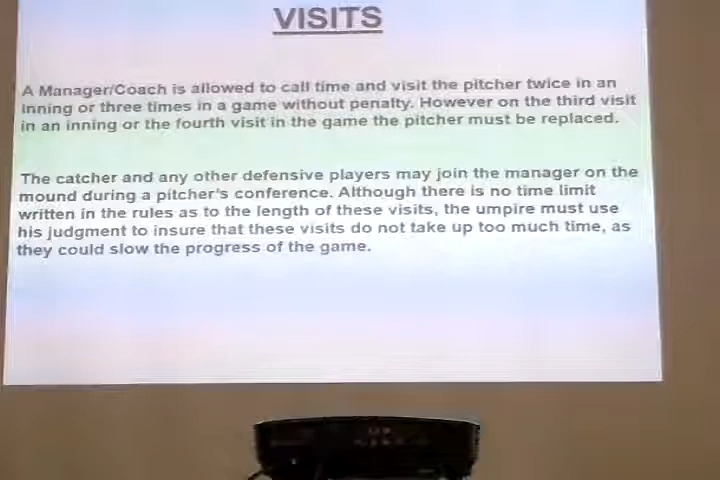 VISITS
A Manager/Coach is allowed to call time and visit the pitcher twice in an
inning or three times in a game without penalty. However on the third visit
in an inning or the fourth visit in the game the pitcher must be replaced.
The catcher and any other defensive players may join the manager on the
mound during a pitcher's conference. Although there is no time limit
written in the rules as to the length of these visits, the umpire must use
his judgment to insure that these visits do not take up too much time, as
they could slow the progress of the game.